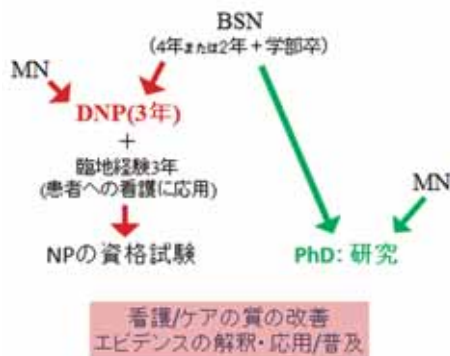 BSN
(4年または2年+学部卒)
MN
DNP(3年)
+
臨地経験3年
(患者への看護に応用)
MN
NPの資格試験
PhD: 研究
看護/ケアの質の改善
エビデンスの解釈・応用/普及